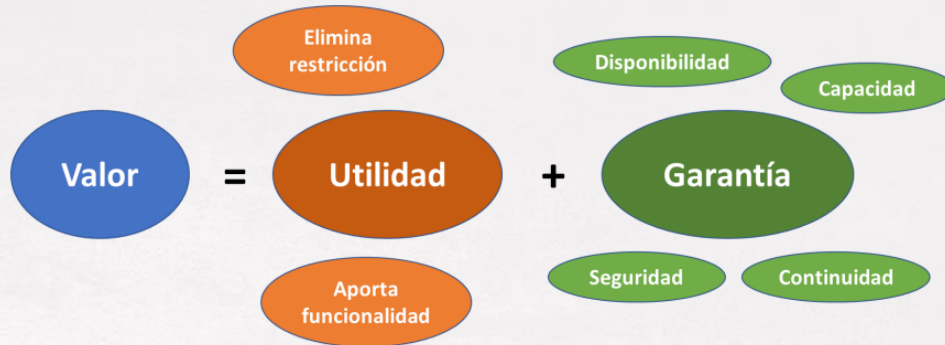 Elimina
restricción
Disponibilidad
Capacidad
Valor = Utilidad + Garantía
Seguridad
Continuidad
Aporta
funcionalidad